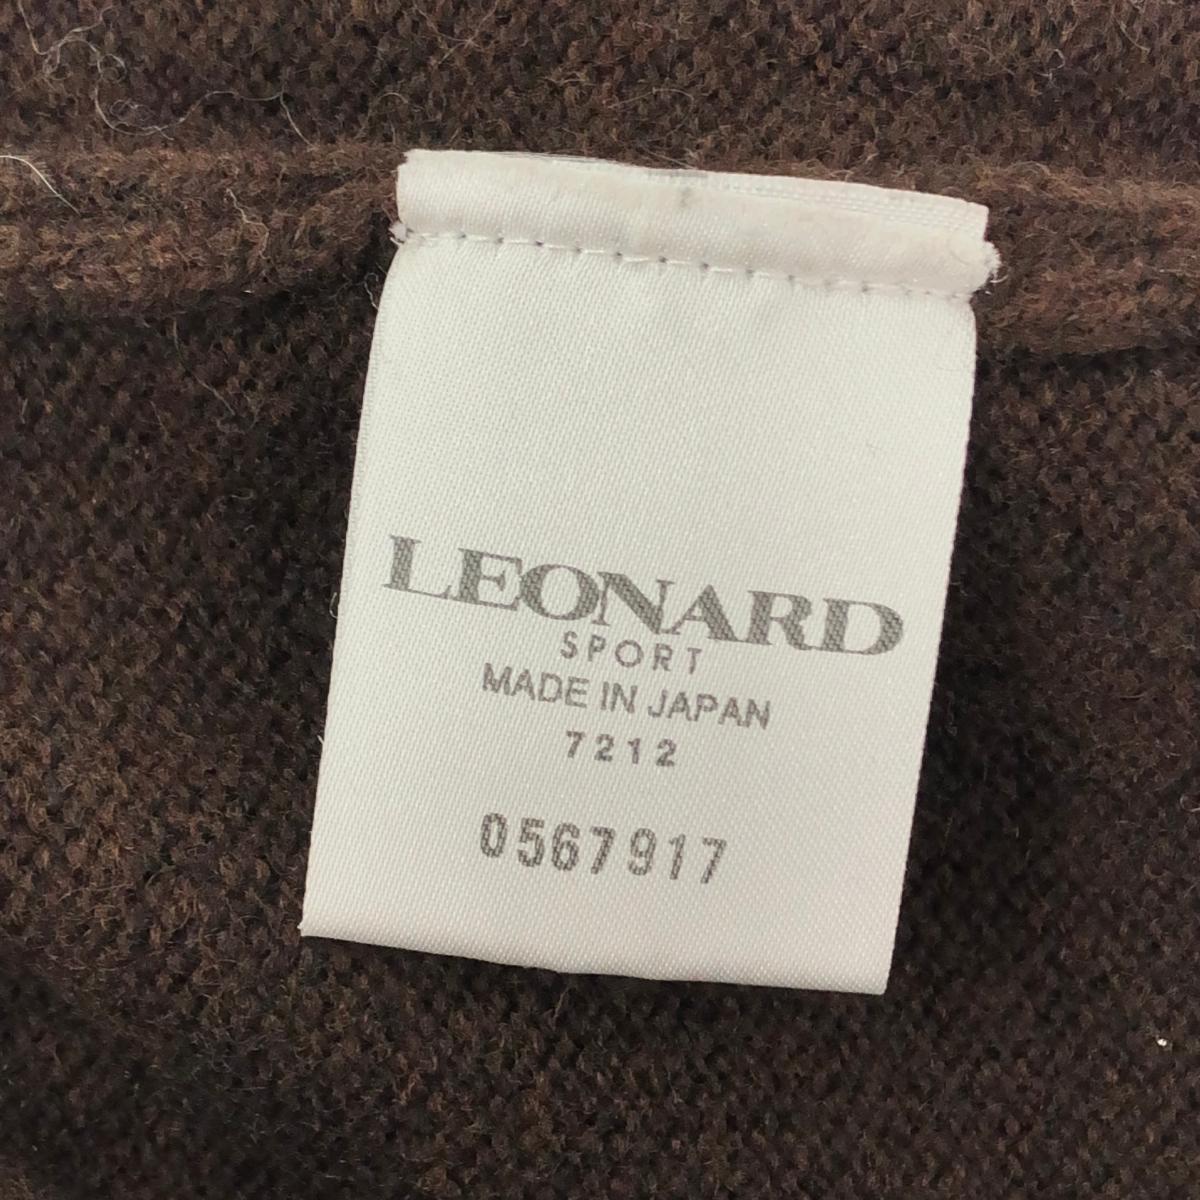 LEONARD
SPORT
MADE IN JAPAN
7212
0567917